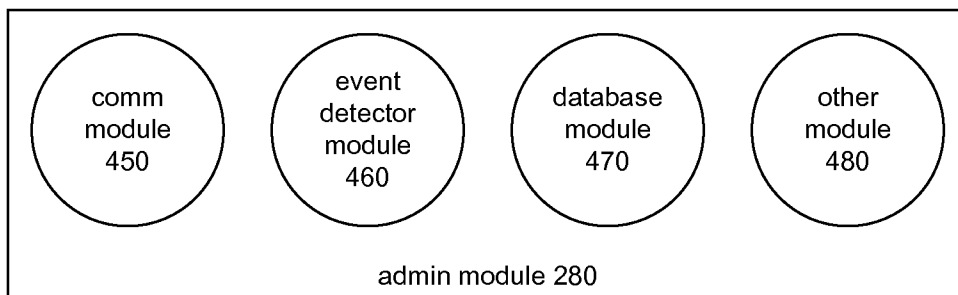 comm
module
450
event
detector
module
460
database
module
470
other
module
480
admin module 280